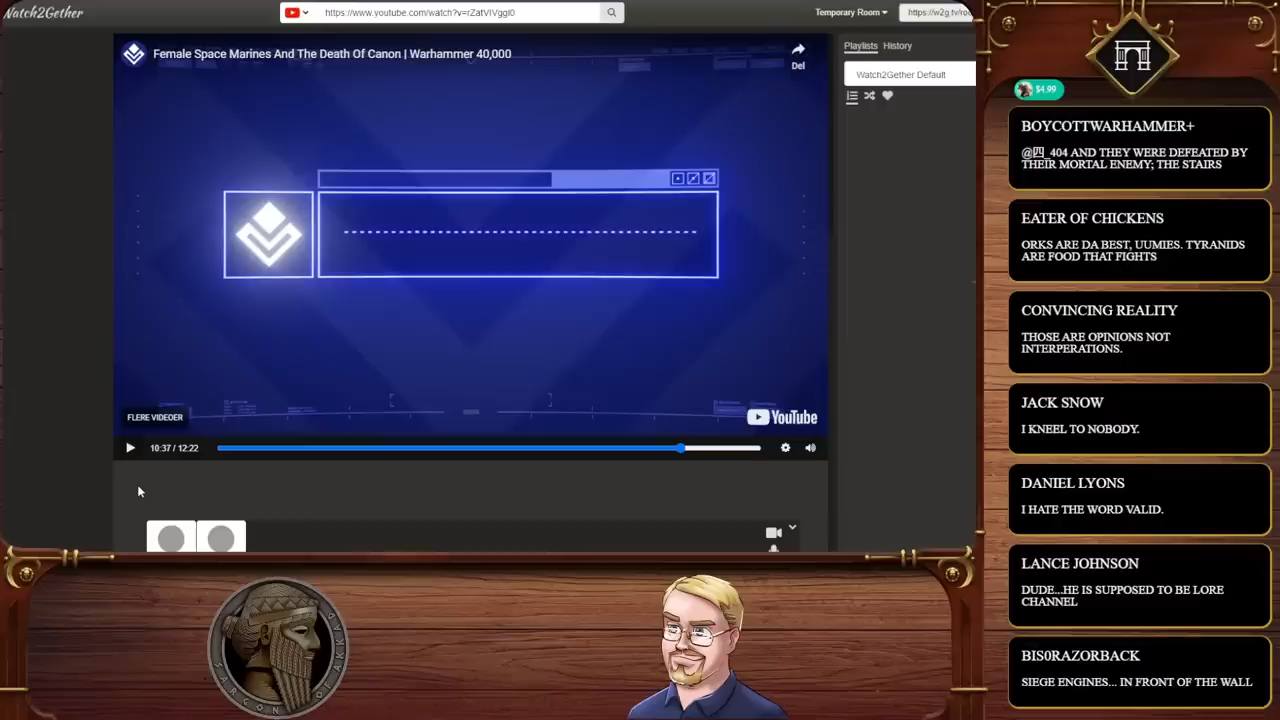 Watch2Gether
https://www.youtube.com/watch?v=rZatVIVggI0
Temporary Room
https://w2g.tv/roo
Female Space Marines And The Death Of Canon | Warhammer 40,000
Del
Playlists History
Watch2Gether Default
FLERE VIDEOER
YouTube
10:37 / 12:22
$4.99
BOYCOTTWARHAMMER+
@四_404 AND THEY WERE DEFEATED BY
THEIR MORTAL ENEMY; THE STAIRS
EATER OF CHICKENS
ORKS ARE DA BEST, UUMIES. TYRANIDS
ARE FOOD THAT FIGHTS
CONVINCING REALITY
THOSE ARE OPINIONS NOT
INTERPERATIONS.
JACK SNOW
I KNEEL TO NOBODY.
DANIEL LYONS
I HATE THE WORD VALID.
LANCE JOHNSON
DUDE...HE IS SUPPOSED TO BE LORE
CHANNEL
BIS0RAZORBACK
SIEGE ENGINES... IN FRONT OF THE WALL
SARGON OF AKKAD